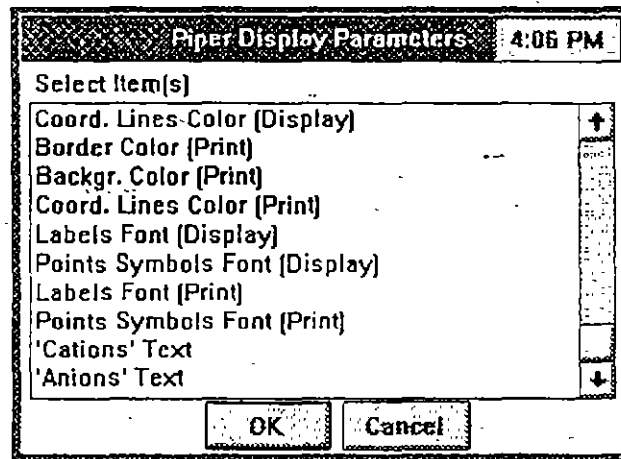 Piper Display Parameters
4:06 PM
Select Item(s)
Coord. Lines Color (Display)
Border Color (Print)
Backgr. Color (Print)
Coord. Lines Color (Print)
Labels Font (Display)
Points Symbols Font (Display)
Labels Font (Print)
Points Symbols Font (Print)
'Cations' Text
'Anions' Text
OK
Cancel